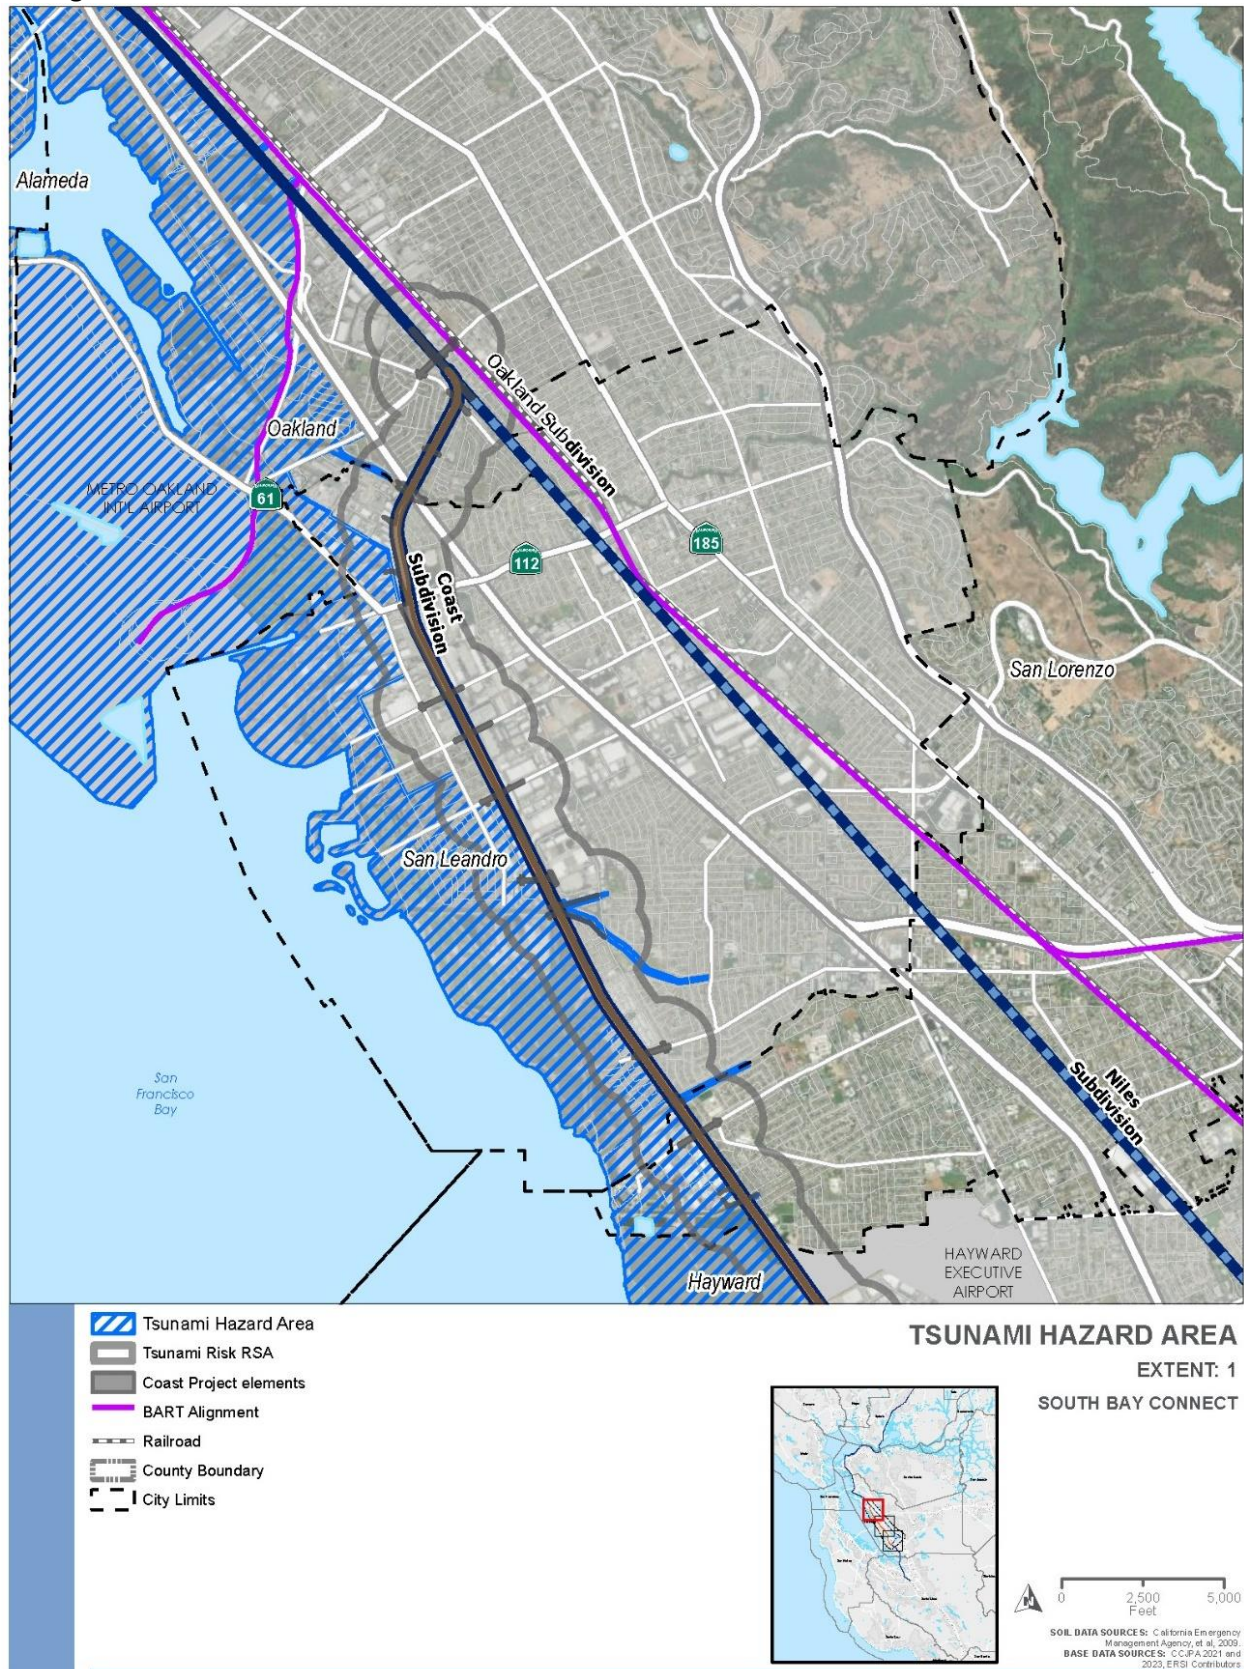 Alameda
Oakland Subdivision
Oakland
METRO OAKLAND
INT'L AIRPORT
61
185
112
Coast
Subdivision
San Lorenzo
San Leandro
San
Francisco
Bay
Niles
Subdivision
HAYWARD
EXECUTIVE
AIRPORT
Hayward
Tsunami Hazard Area
Tsunami Risk RSA
Coast Project elements
BART Alignment
Railroad
County Boundary
City Limits
TSUNAMI HAZARD AREA
EXTENT: 1
SOUTH BAY CONNECT
N
0 2,500 5,000
Feet
SOIL DATA SOURCES: California Emergency
Management Agency, et al, 2009.
BASE DATA SOURCES: CCJPA 2021 and
2023, ERSI Contributors